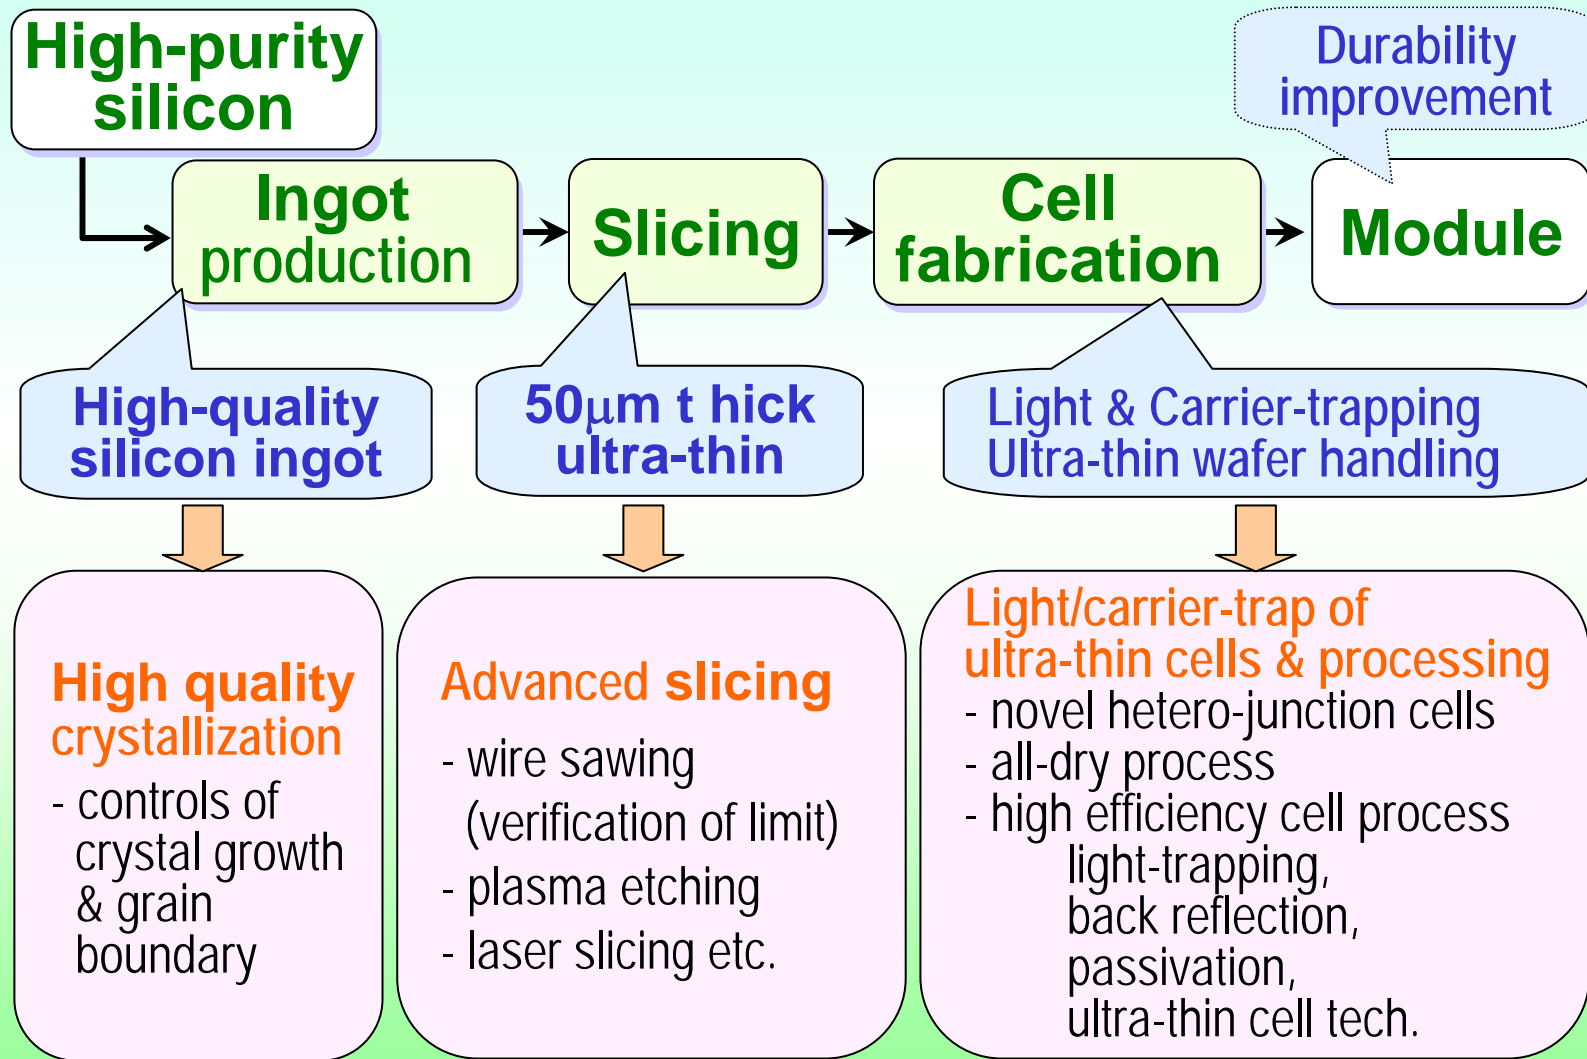 High-purity
silicon
Durability
improvement
Ingot
production
Slicing
Cell
fabrication
Module
High-quality
silicon ingot
50μm t hick
ultra-thin
Light & Carrier-trapping
Ultra-thin wafer handling
High quality
crystallization
- controls of
crystal growth
& grain
boundary
Advanced slicing
- wire sawing
(verification of limit)
- plasma etching
- laser slicing etc.
Light/carrier-trap of
ultra-thin cells & processing
- novel hetero-junction cells
- all-dry process
- high efficiency cell process
light-trapping,
back reflection,
passivation,
ultra-thin cell tech.